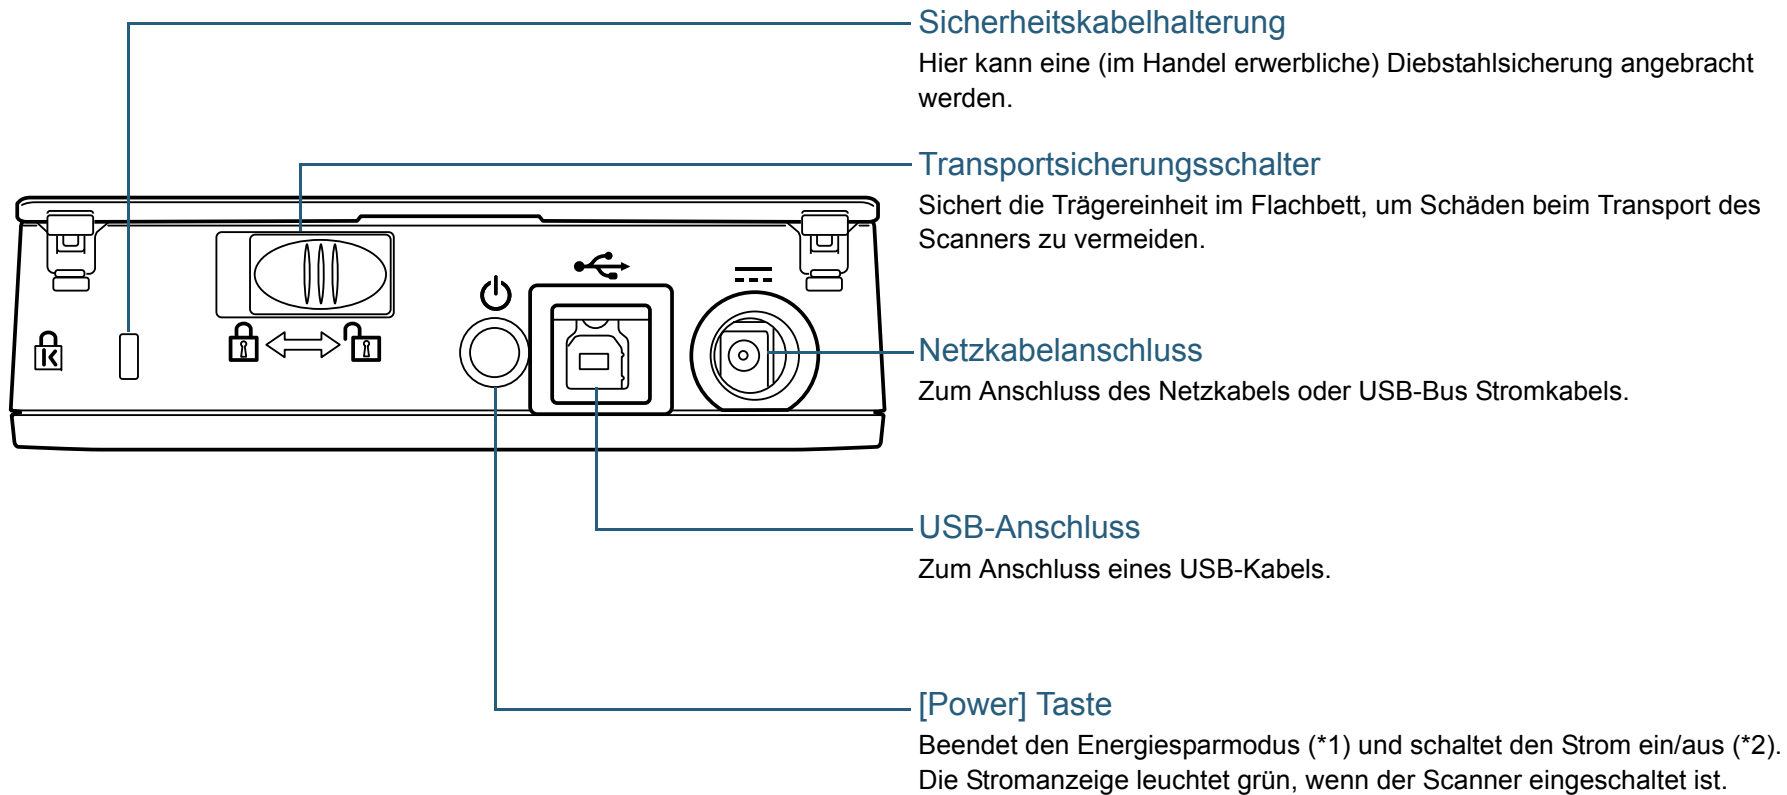 Sicherheitskabelhalterung
Hier kann eine (im Handel erwerbliche) Diebstahlsicherung angebracht
werden.
Transportsicherungsschalter
Sichert die Trägereinheit im Flachbett, um Schäden beim Transport des
Scanners zu vermeiden.
Netzkabelanschluss
Zum Anschluss des Netzkabels oder USB-Bus Stromkabels.
USB-Anschluss
Zum Anschluss eines USB-Kabels.
[Power] Taste
Beendet den Energiesparmodus (*1) und schaltet den Strom ein/aus (*2).
Die Stromanzeige leuchtet grün, wenn der Scanner eingeschaltet ist.